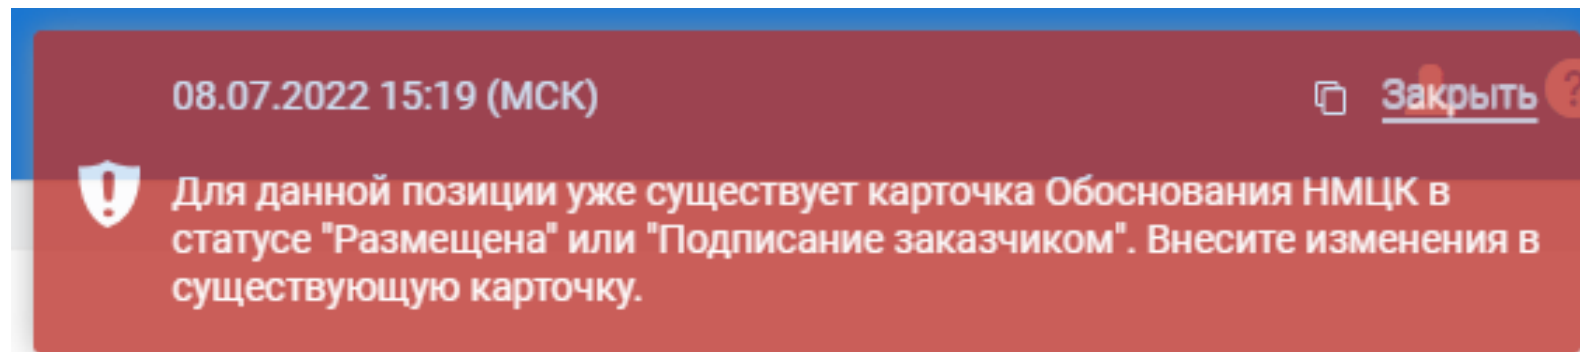 08.07.2022 15:19 (МСК)
Закрыть
?
Для данной позиции уже существует карточка Обоснования НМЦК в
статусе "Размещена" или "Подписание заказчиком". Внесите изменения в
существующую карточку.